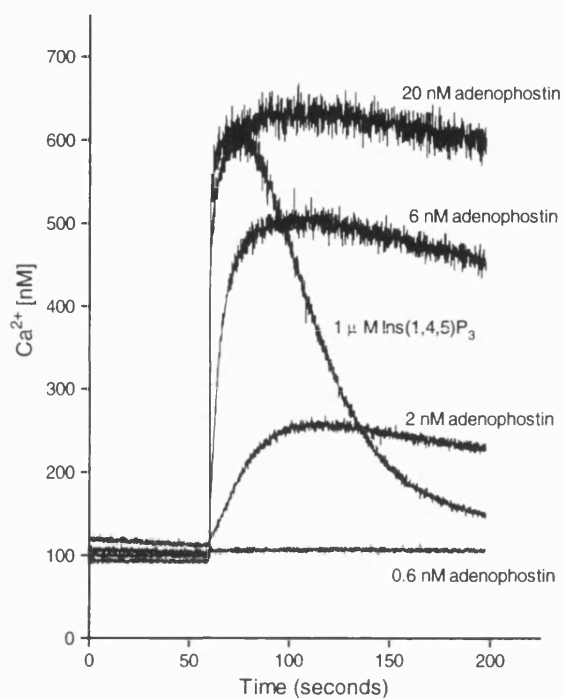 700
600
500
400
300
200
100
0
Ca2+ [nM]
20 nM adenophostin
6 nM adenophostin
1 μ M Ins(1,4,5)P3
2 nM adenophostin
0.6 nM adenophostin
0 50 100 150 200
Time (seconds)